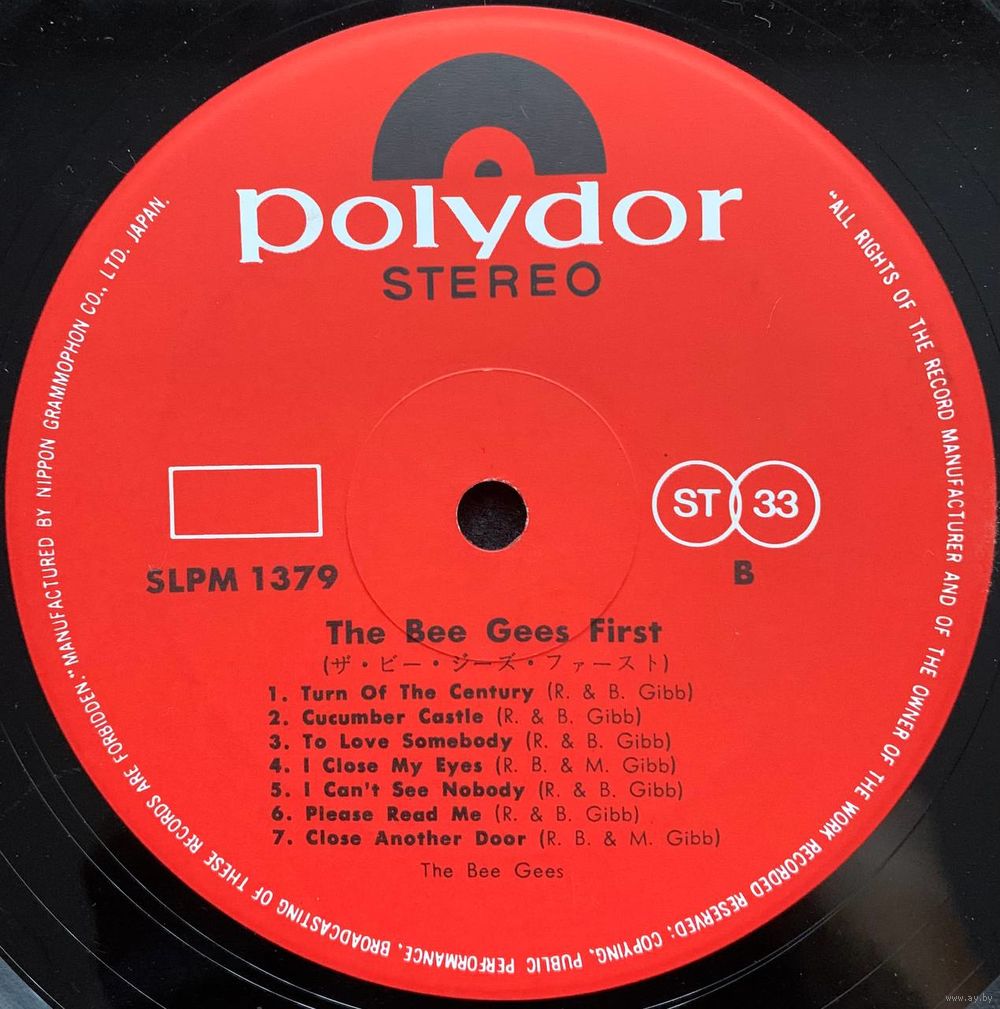 polydor
STEREO
ST 33
SLPM 1379
B
The Bee Gees First
(ザ・ビー・ジーズ・ファースト)
1. Turn Of The Century (R. & B. Gibb)
2. Cucumber Castle (R. & B. Gibb)
3. To Love Somebody (R. & B. Gibb)
4. I Close My Eyes (R. B. & M. Gibb)
5. I Can't See Nobody (R. & B. Gibb)
6. Please Read Me (R. & B. Gibb)
7. Close Another Door (R. B. & M. Gibb)
The Bee Gees
"ALL RIGHTS OF THE RECORD MANUFACTURER AND OF THE OWNER OF THE WORK RECORDED RESERVED; COPYING, PUBLIC PERFORMANCE, BROADCASTING OF THESE RECORDS ARE FORBIDDEN." MANUFACTURED BY NIPPON GRAMMOPHON CO., LTD. JAPAN.
www.ay.by